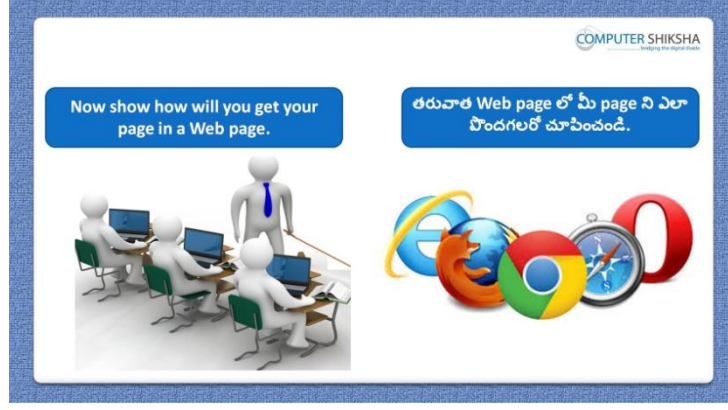 COMPUTER SHIKSHA
bridging the digital divide
Now show how will you get your
page in a Web page.
తరువాత Web page లో మీ page ని ఎలా
పొందగలరో చూపించండి.